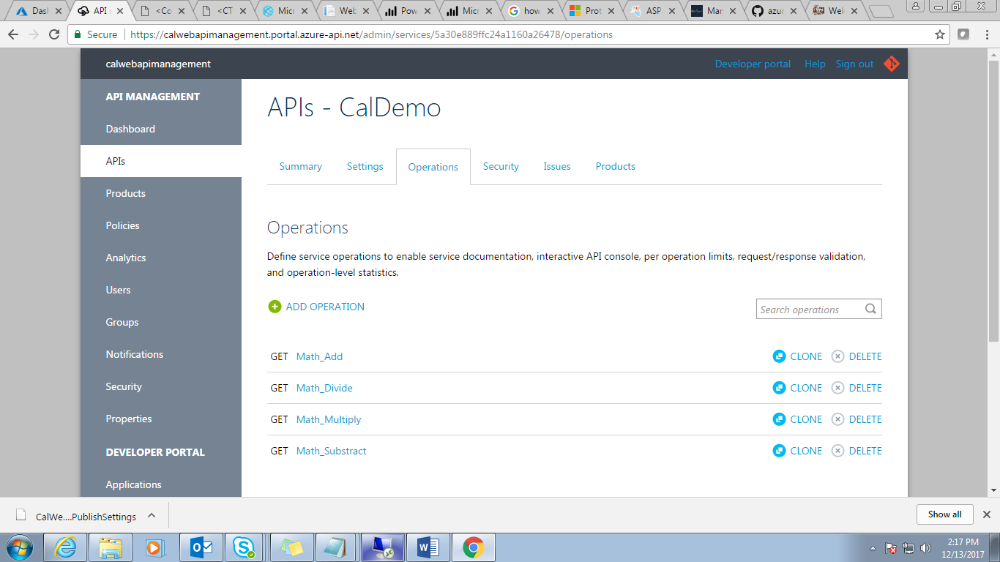 Dash
API
<Co
<CT
Micr
Web
Pow
Micr
how
Prot
ASP.
Man
azur
Welc
Secure
https://calwebapimanagement.portal.azure-api.net/admin/services/5a30e889ffc24a1160a26478/operations
calwebapimanagement
Developer portal Help Sign out
API MANAGEMENT
Dashboard
APIs
Products
Policies
Analytics
Users
Groups
Notifications
Security
Properties
DEVELOPER PORTAL
Applications
APIs - CalDemo
Summary Settings Operations Security Issues Products
Operations
Define service operations to enable service documentation, interactive API console, per operation limits, request/response validation,
and operation-level statistics.
ADD OPERATION
Search operations
GET Math_Add CLONE DELETE
GET Math_Divide CLONE DELETE
GET Math_Multiply CLONE DELETE
GET Math_Substract CLONE DELETE
CalWe....PublishSettings
Show all
2:17 PM
12/13/2017